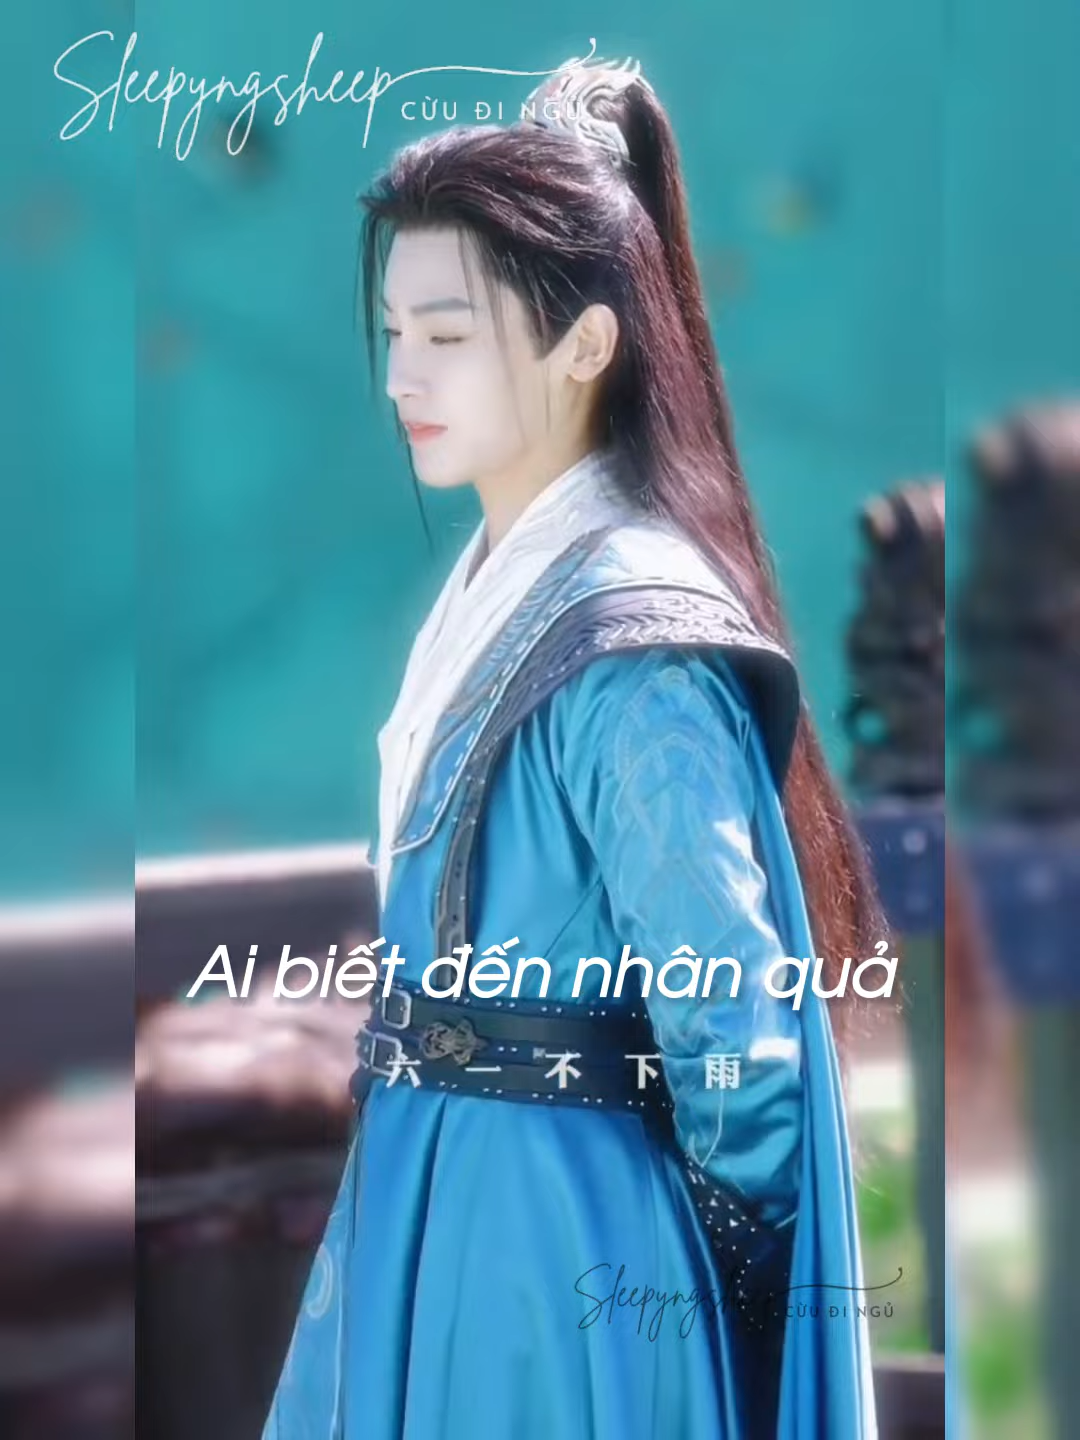 Sleepyngsheep
CỪU ĐI NGỦ
Ai biết đến nhân quả
六一不下雨
Sleepyngsheep
CỪU ĐI NGỦ